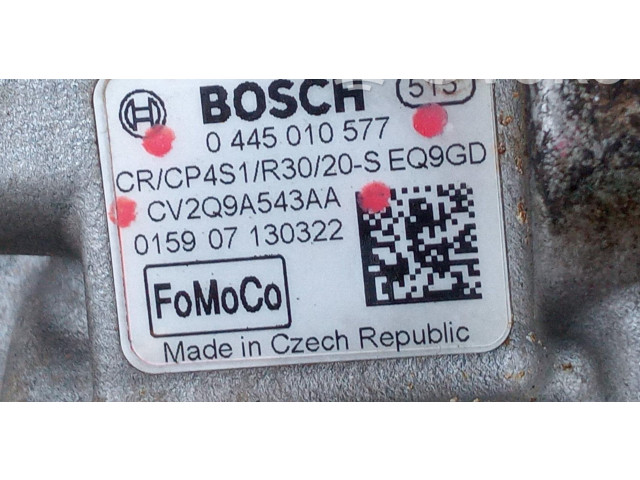 BOSCH 515
0 445 010 577
CR/CP4S1/R30/20-S EQ9GD
CV2Q9A543AA
0159 07 130322
FoMoCo
Made in Czech Republic